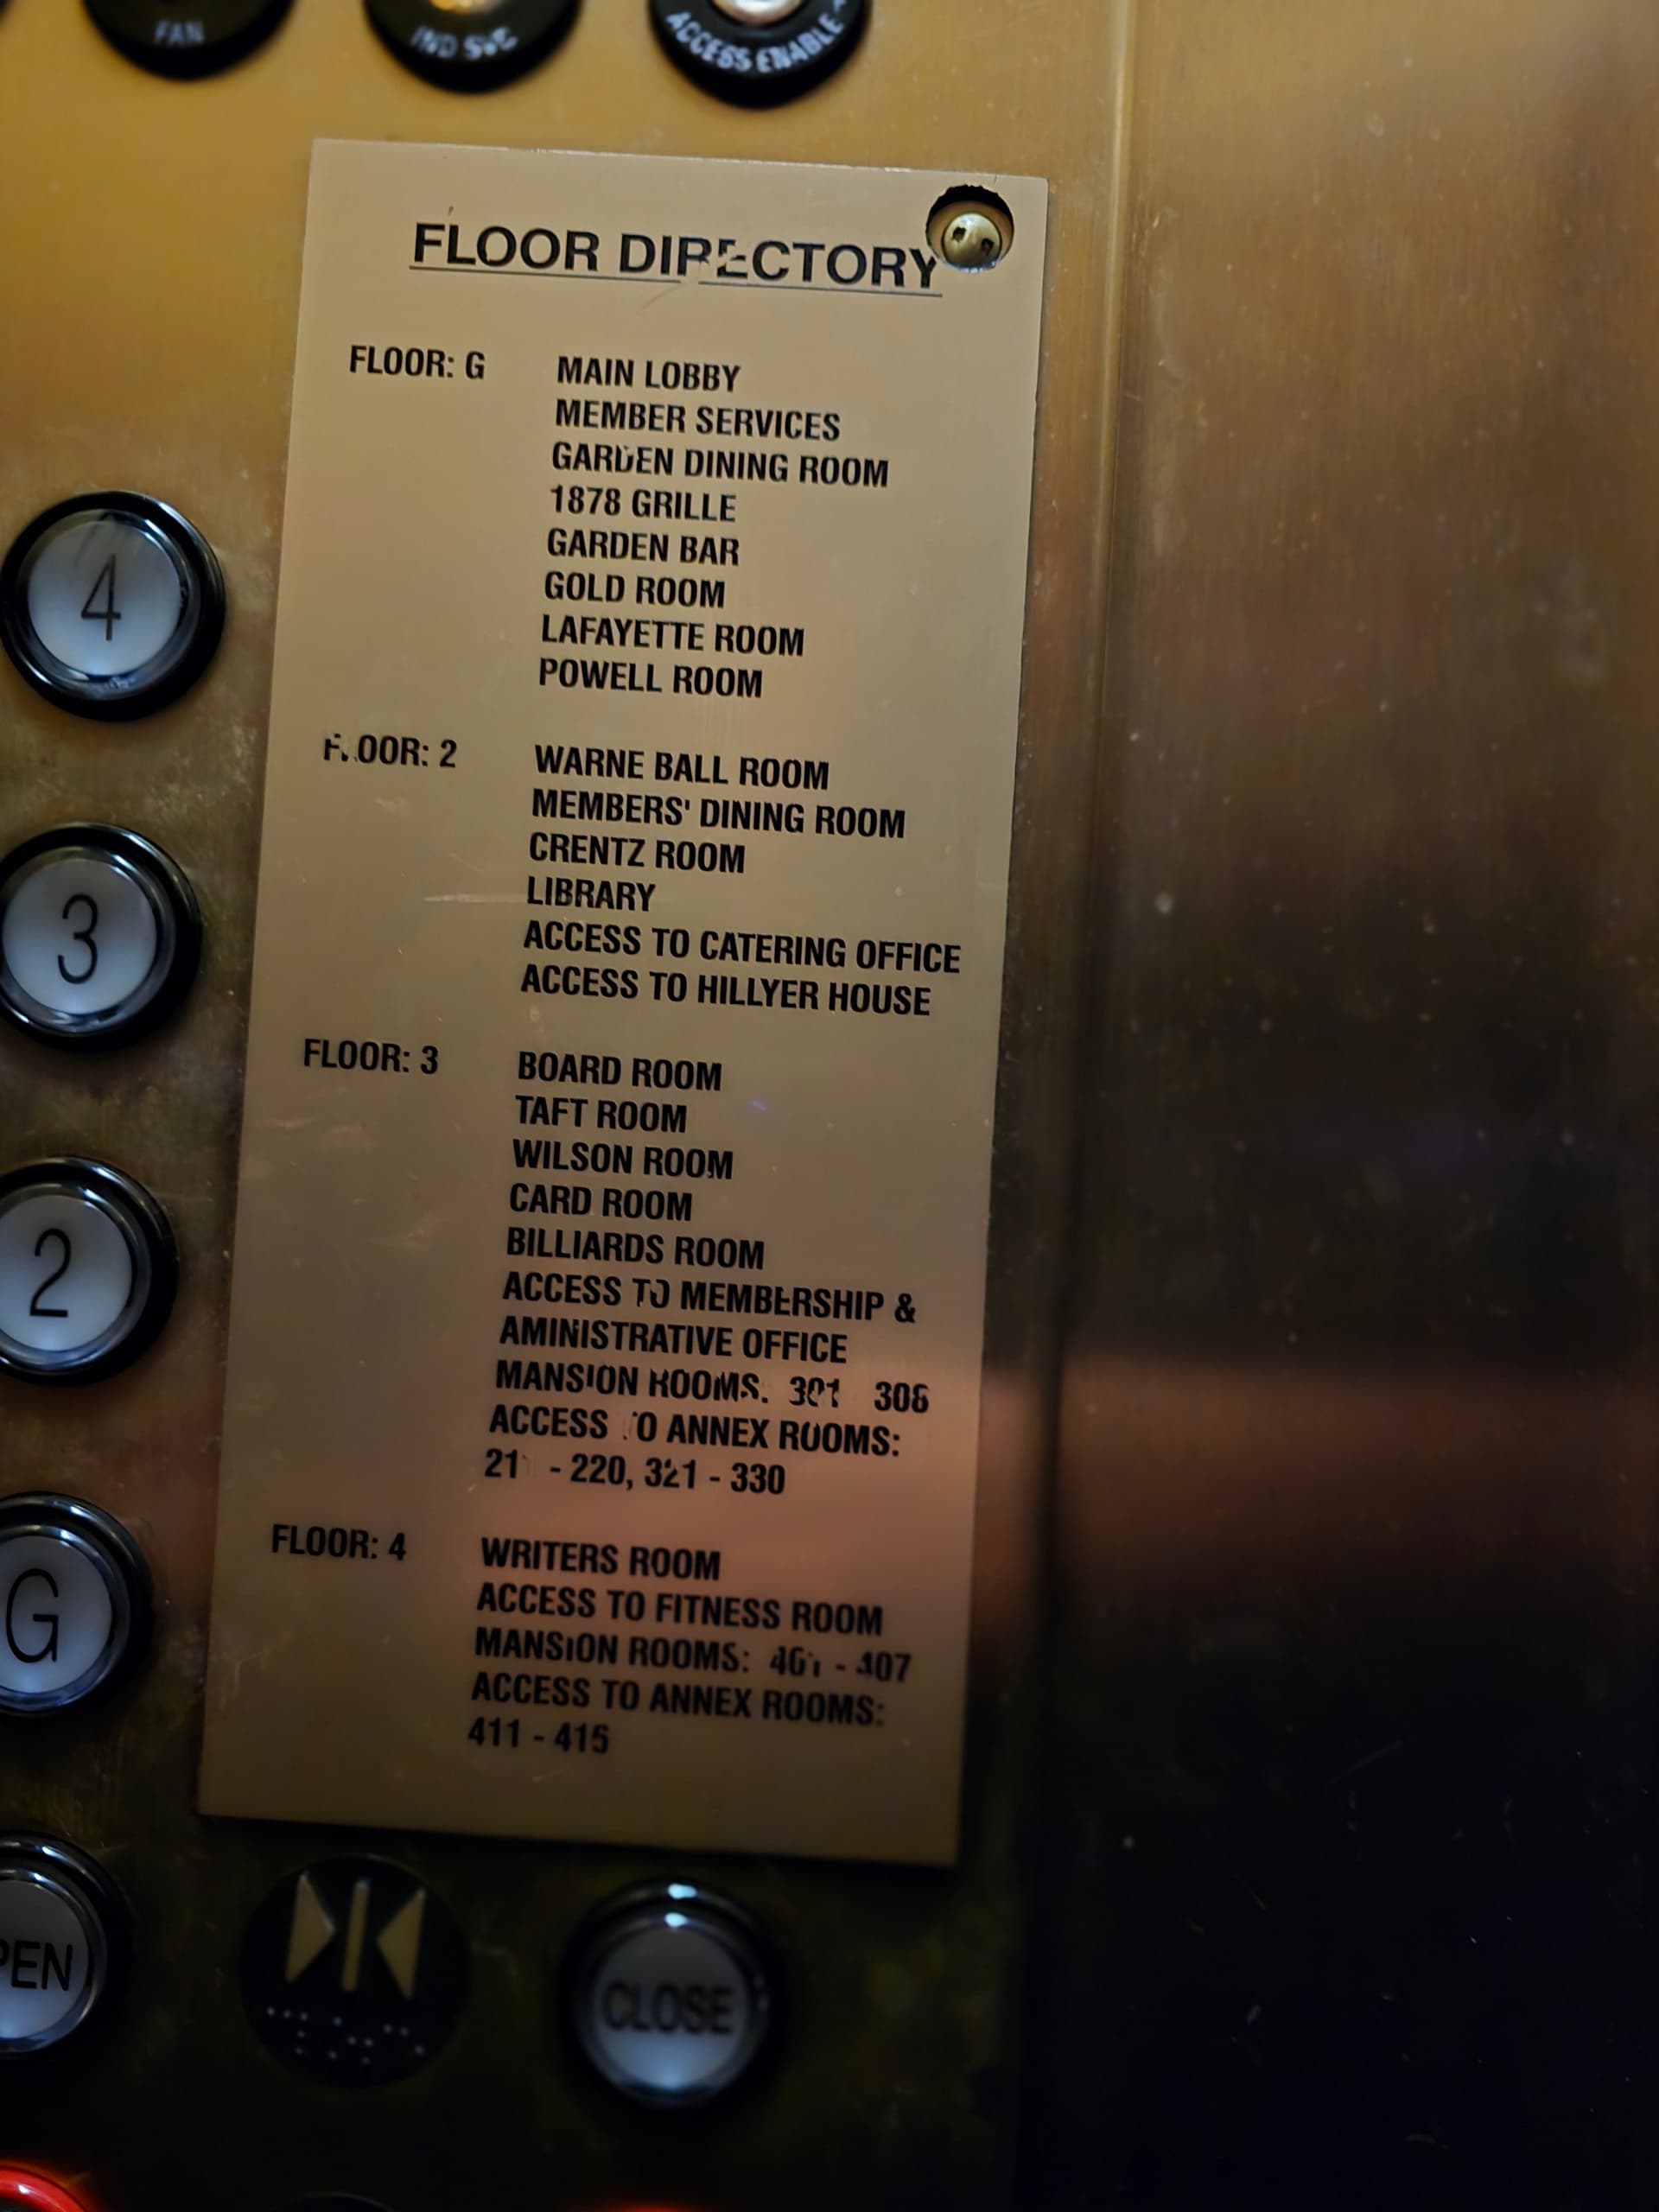 FAN
IND SVC
ACCESS ENABLE
FLOOR DIRECTORY
FLOOR: G MAIN LOBBY
MEMBER SERVICES
GARDEN DINING ROOM
1878 GRILLE
GARDEN BAR
GOLD ROOM
LAFAYETTE ROOM
POWELL ROOM
FLOOR: 2 WARNE BALL ROOM
MEMBERS' DINING ROOM
CRENTZ ROOM
LIBRARY
ACCESS TO CATERING OFFICE
ACCESS TO HILLYER HOUSE
FLOOR: 3 BOARD ROOM
TAFT ROOM
WILSON ROOM
CARD ROOM
BILLIARDS ROOM
ACCESS TO MEMBERSHIP &
AMINISTRATIVE OFFICE
MANSION ROOMS: 301 306
ACCESS TO ANNEX ROOMS:
211 - 220, 321 - 330
FLOOR: 4 WRITERS ROOM
ACCESS TO FITNESS ROOM
MANSION ROOMS: 401 - 407
ACCESS TO ANNEX ROOMS:
411 - 415
4
3
2
G
PEN
CLOSE